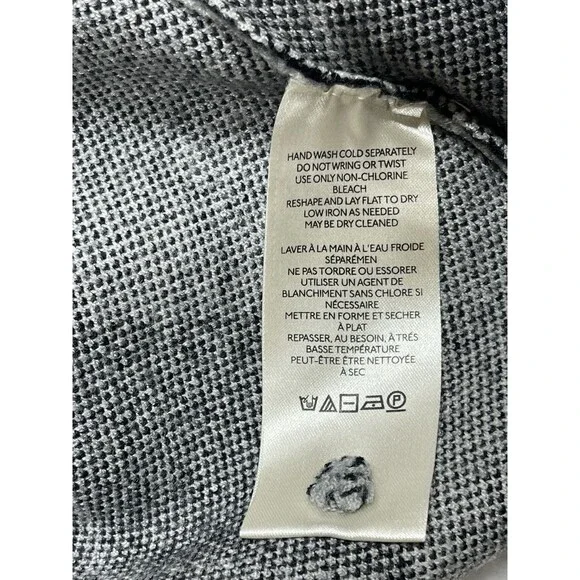 HAND WASH COLD SEPARATELY
DO NOT WRING OR TWIST
USE ONLY NON-CHLORINE
BLEACH
RESHAPE AND LAY FLAT TO DRY
LOW IRON AS NEEDED
MAY BE DRY CLEANED
LAVER À LA MAIN À L'EAU FROIDE
SÉPARÉMEN
NE PAS TORDRE OU ESSORER
UTILISER UN AGENT DE
BLANCHIMENT SANS CHLORE SI
NÉCESSAIRE
METTRE EN FORME ET SECHER
À PLAT
REPASSER, AU BESOIN, À TRÉS
BASSE TEMPÉRATURE
PEUT-ÊTRE ÊTRE NETTOYÉE
À SEC
P